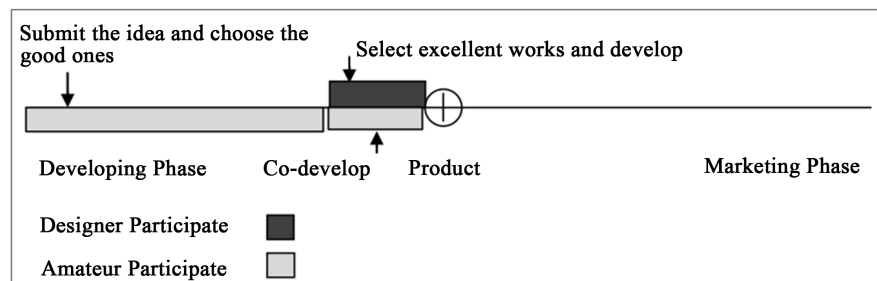 Submit the idea and choose the
good ones
Select excellent works and develop
Developing Phase
Co-develop
Product
Marketing Phase
Designer Participate
Amateur Participate